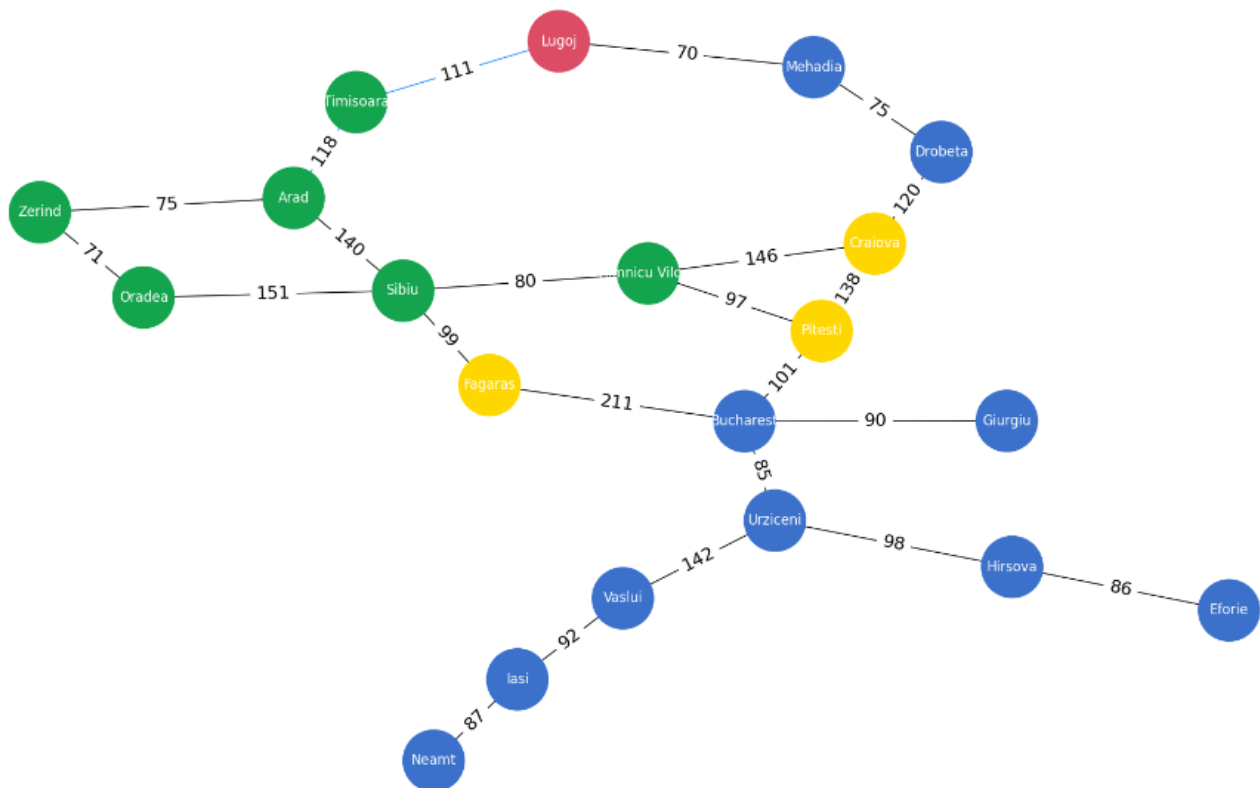 Lugoj
70
Mehadia
111
Timisoara
75
Drobeta
118
120
Zerind
75
Arad
71
140
Craiova
146
80
97
138
Oradea
151
Sibiu
Pitesti
99
101
Fagaras
211
Bucharest
90
Giurgiu
85
Urziceni
98
142
Hirsova
86
Vaslui
Eforie
92
Iasi
87
Neamt